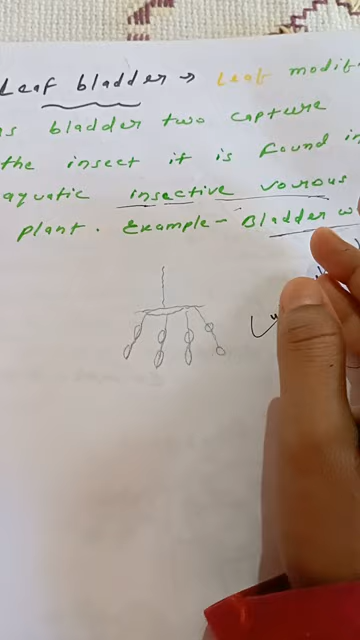 Leaf bladder → Leaf modif
as bladder two capture
the insect it is found in
aquatic insective vorous
plant. Example - Bladder w